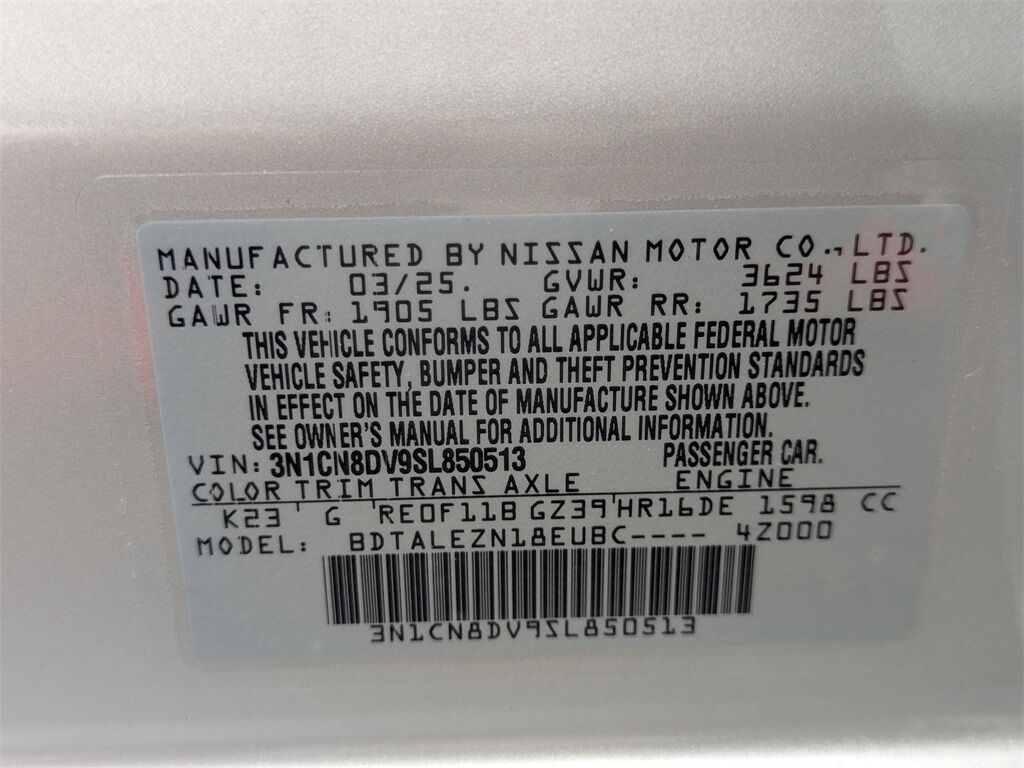 MANUFACTURED BY NISSAN MOTOR CO., LTD.
DATE: 03/25. GVWR: 3624 LBS
GAWR FR: 1905 LBS GAWR RR: 1735 LBS
THIS VEHICLE CONFORMS TO ALL APPLICABLE FEDERAL MOTOR
VEHICLE SAFETY, BUMPER AND THEFT PREVENTION STANDARDS
IN EFFECT ON THE DATE OF MANUFACTURE SHOWN ABOVE.
SEE OWNER'S MANUAL FOR ADDITIONAL INFORMATION.
VIN: 3N1CN8DV9SL850513 PASSENGER CAR.
COLOR TRIM TRANS AXLE ENGINE
K23 G RE0F11B GZ39 HR16DE 1598 CC
MODEL: BDTALEZN18EUBC---- 4Z000
3N1CN8DV9SL850513